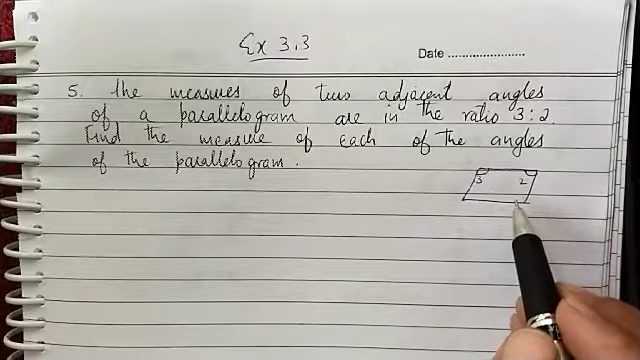 Ex 3.3
Date ........................
5. The measures of two adjacent angles
of a parallelogram are in the ratio 3:2.
Find the measure of each of the angles
of the parallelogram.
3 2